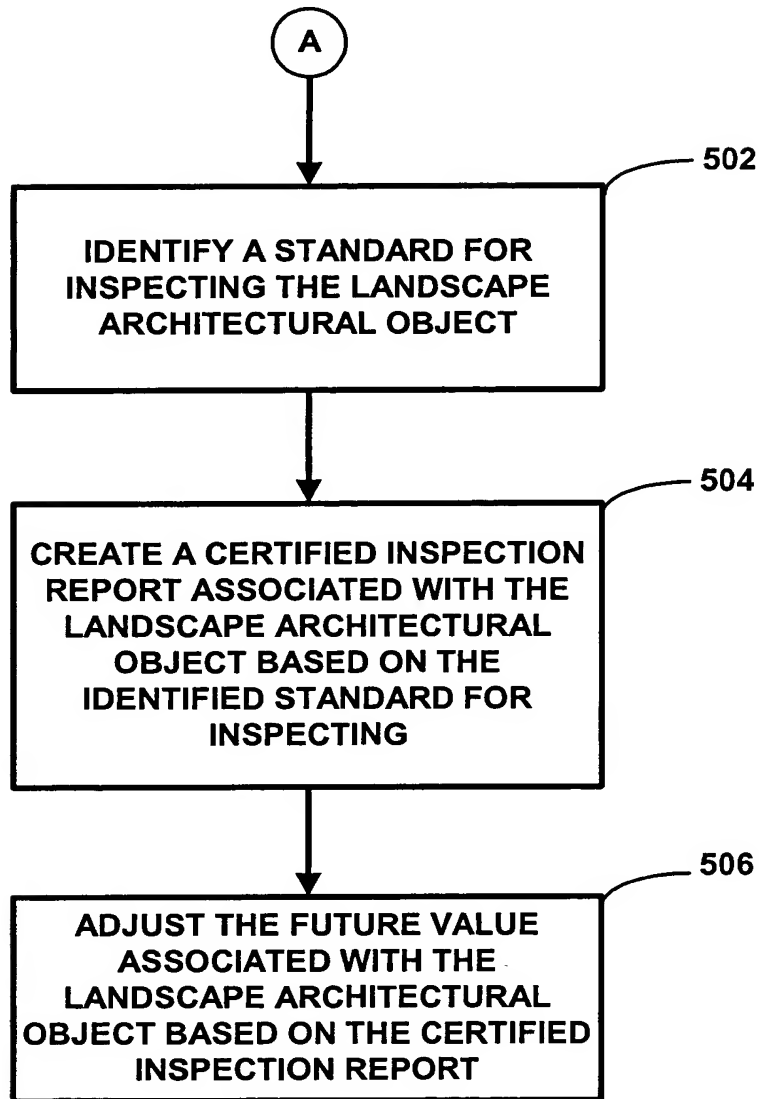 A
502
IDENTIFY A STANDARD FOR
INSPECTING THE LANDSCAPE
ARCHITECTURAL OBJECT
504
CREATE A CERTIFIED INSPECTION
REPORT ASSOCIATED WITH THE
LANDSCAPE ARCHITECTURAL
OBJECT BASED ON THE
IDENTIFIED STANDARD FOR
INSPECTING
506
ADJUST THE FUTURE VALUE
ASSOCIATED WITH THE
LANDSCAPE ARCHITECTURAL
OBJECT BASED ON THE CERTIFIED
INSPECTION REPORT